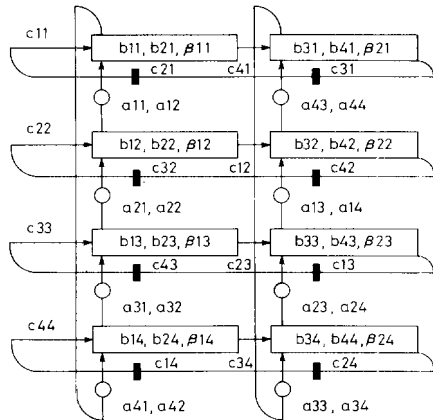 c11
b11, b21, β11
c41
b31, b41, β21
c21
c31
a11, a12
a43, a44
c22
b12, b22, β12
c12
b32, b42, β22
c32
c42
a21, a22
a13, a14
c33
b13, b23, β13
c23
b33, b43, β23
c43
c13
a31, a32
a23, a24
c44
b14, b24, β14
c34
b34, b44, β24
c14
c24
a41, a42
a33, a34